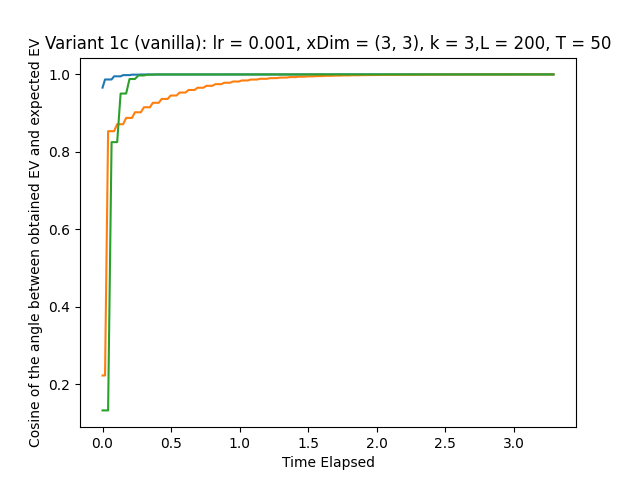 Variant 1c (vanilla): lr = 0.001, xDim = (3, 3), k = 3,L = 200, T = 50
Cosine of the angle between obtained EV and expected EV
1.0
0.8
0.6
0.4
0.2
0.0 0.5 1.0 1.5 2.0 2.5 3.0
Time Elapsed